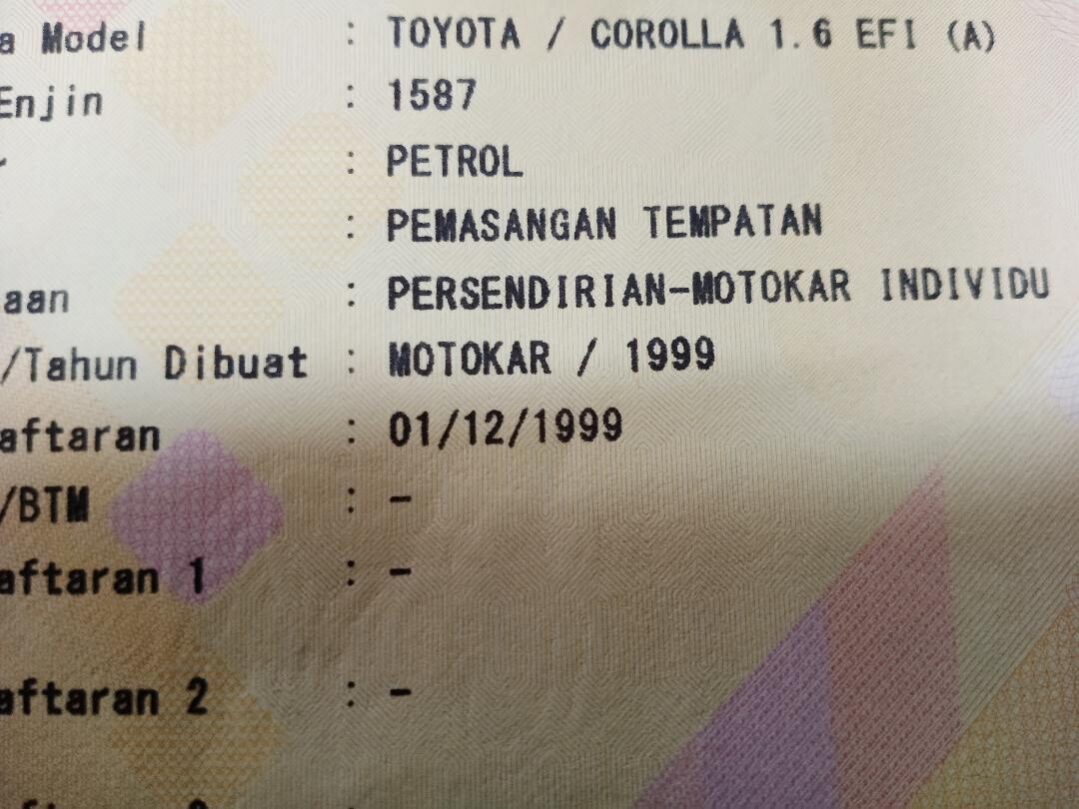 a Model : TOYOTA / COROLLA 1.6 EFI (A)
Enjin : 1587
: PETROL
: PEMASANGAN TEMPATAN
aan : PERSENDIRIAN-MOTOKAR INDIVIDU
/Tahun Dibuat : MOTOKAR / 1999
aftaran : 01/12/1999
/BTM : -
aftaran 1 : -
aftaran 2 : -